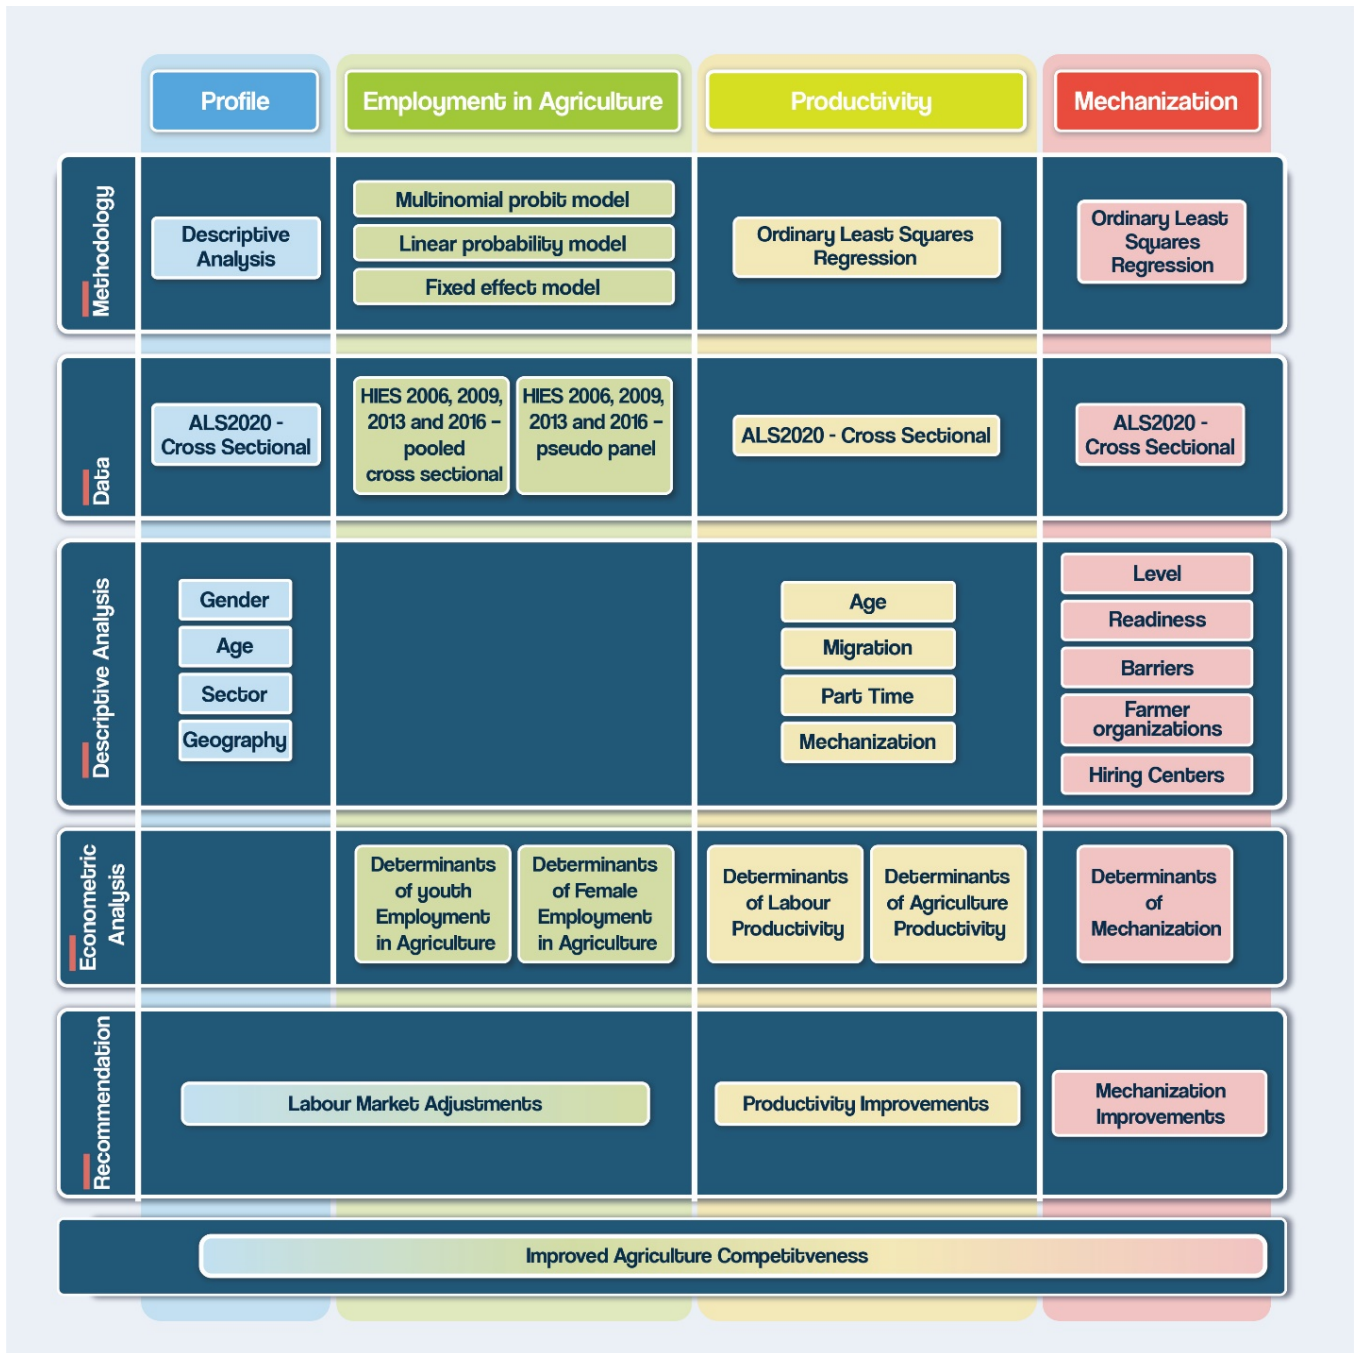 Profile
Employment in Agriculture
Productivity
Mechanization
Methodology
Descriptive
Analysis
Multinomial probit model
Linear probability model
Fixed effect model
Ordinary Least Squares
Regression
Ordinary Least
Squares
Regression
Data
ALS2020 -
Cross Sectional
HIES 2006, 2009,
2013 and 2016 –
pooled
cross sectional
HIES 2006, 2009,
2013 and 2016 –
pseudo panel
ALS2020 - Cross Sectional
ALS2020 -
Cross Sectional
Descriptive Analysis
Gender
Age
Sector
Geography
Age
Migration
Part Time
Mechanization
Level
Readiness
Barriers
Farmer
organizations
Hiring Centers
Econometric
Analysis
Determinants
of youth
Employment
in Agriculture
Determinants
of Female
Employment
in Agriculture
Determinants
of Labour
Productivity
Determinants
of Agriculture
Productivity
Determinants
of
Mechanization
Recommendation
Labour Market Adjustments
Productivity Improvements
Mechanization
Improvements
Improved Agriculture Competitveness